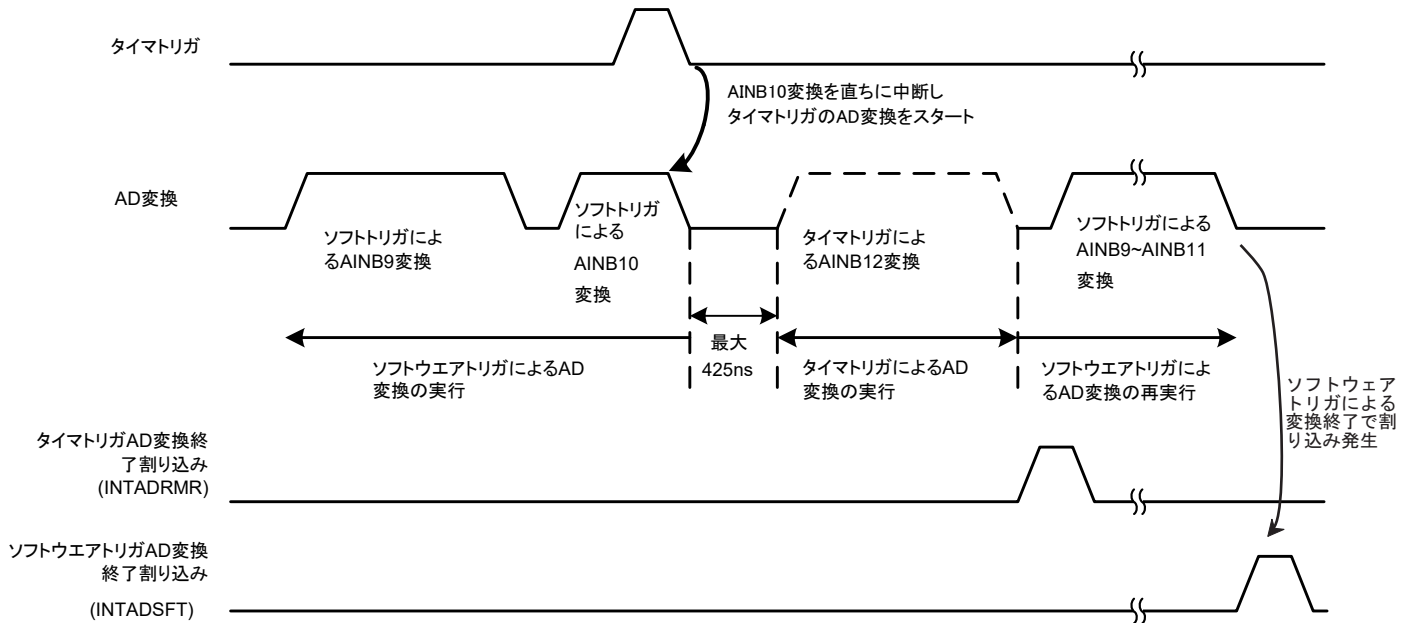 タイマトリガ
AINB10変換を直ちに中断し
タイマトリガのAD変換をスタート
AD変換
ソフトトリガによ
るAINB9変換
ソフトトリガ
による
AINB10
変換
タイマトリガによ
るAINB12変換
ソフトトリガによる
AINB9~AINB11
変換
ソフトウエアトリガによるAD
変換の実行
最大
425ns
タイマトリガによるAD
変換の実行
ソフトウエアトリガによ
るAD変換の再実行
ソフトウェア
トリガによる
変換終了で割
り込み発生
タイマトリガAD変換終
了割り込み
(INTADRMR)
ソフトウエアトリガAD変換
終了割り込み
(INTADSFT)